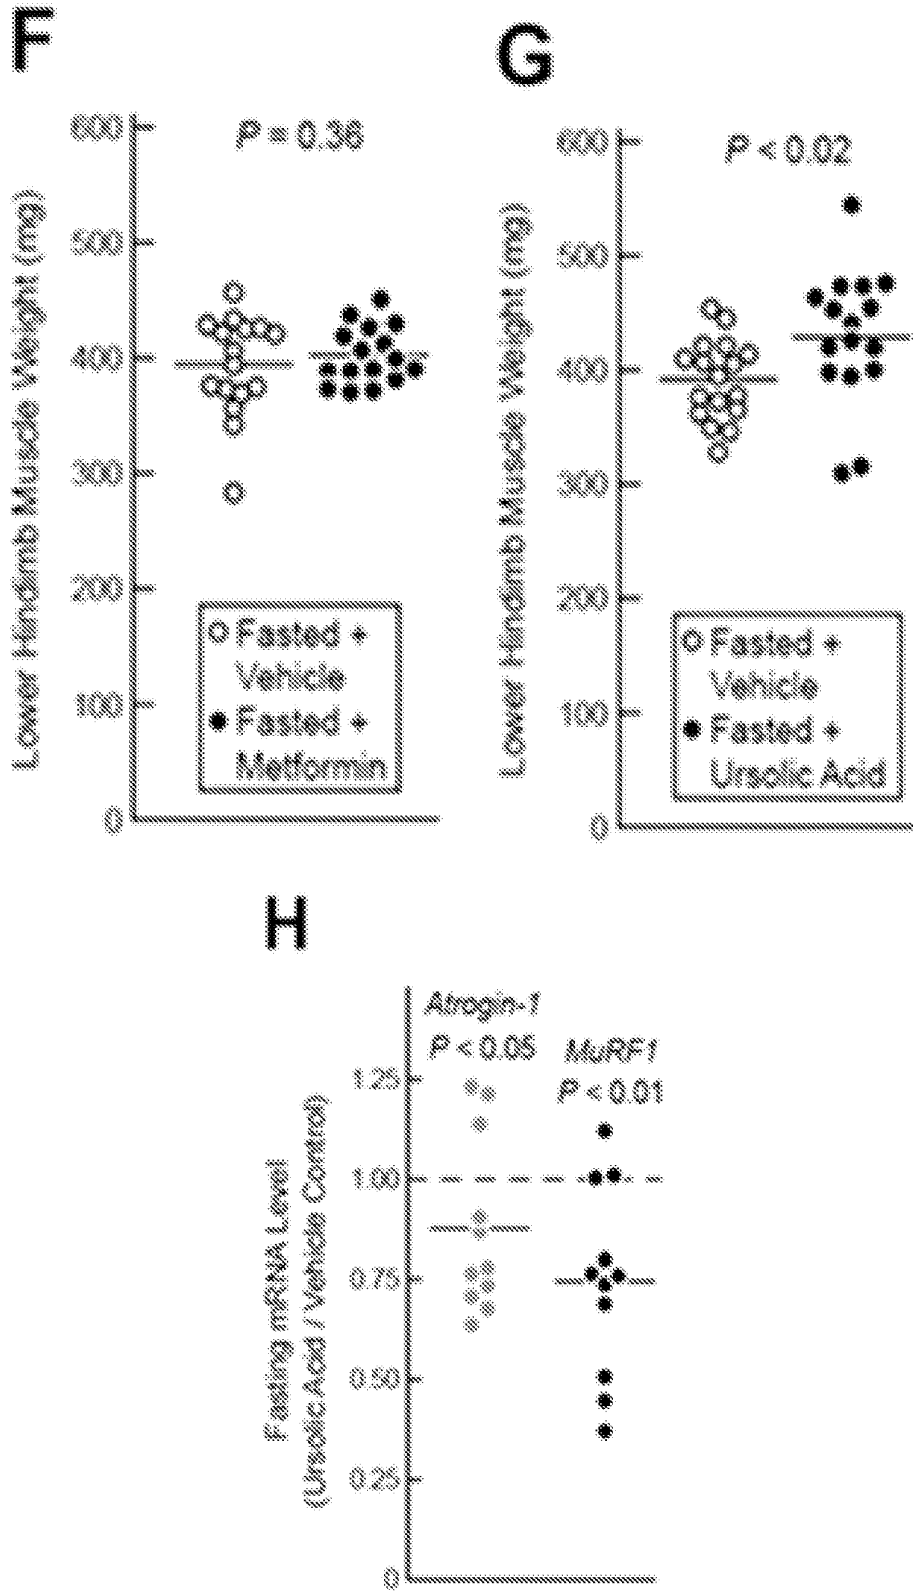 F
P = 0.36
Lower Hindimb Muscle Weight (mg)
600
500
400
300
200
100
0
Fasted +
Vehicle
Fasted +
Metformin
G
P < 0.02
Lower Hindimb Muscle Weight (mg)
600
500
400
300
200
100
0
Fasted +
Vehicle
Fasted +
Ursolic Acid
H
Atrogin-1
P < 0.05
MuRF1
P < 0.01
Fasting mRNA Level
(Ursolic Acid / Vehicle Control)
1.25
1.00
0.75
0.50
0.25
0